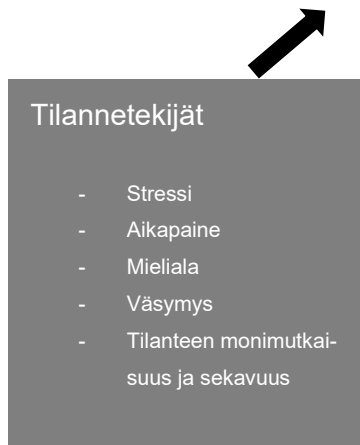 Tilannetekijät
- Stressi
- Aikapaine
- Mieliala
- Väsymys
- Tilanteen monimutkai-
suus ja sekavuus